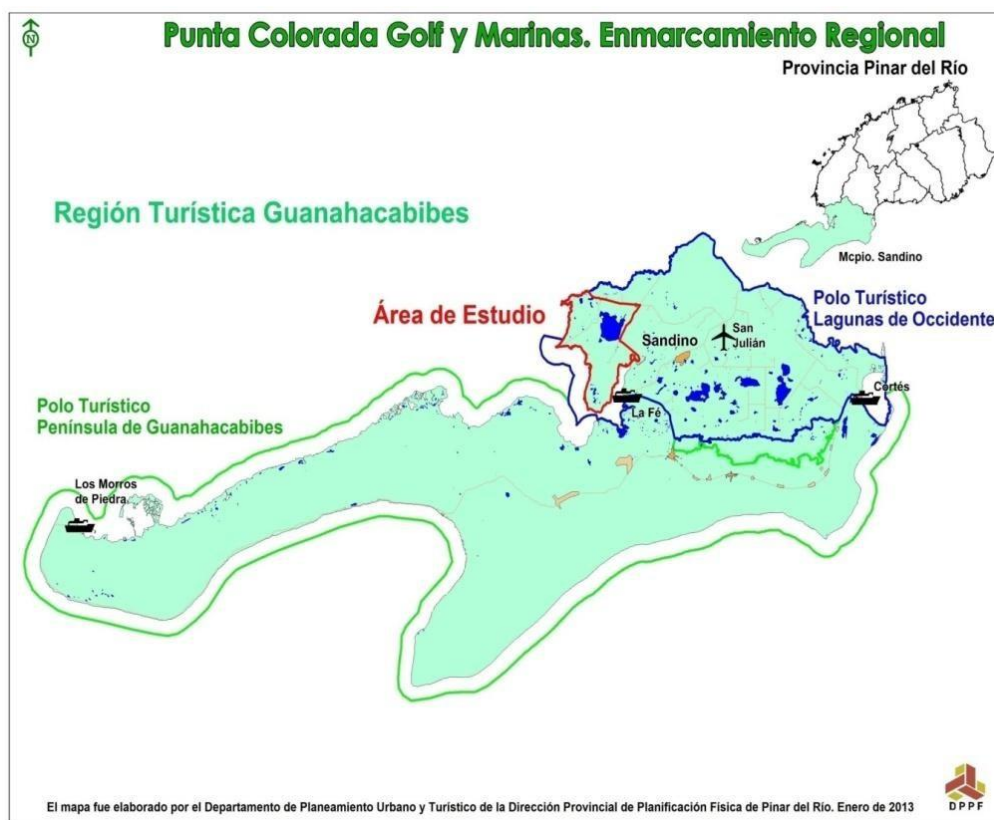 N
Punta Colorada Golf y Marinas. Enmarcamiento Regional
Provincia Pinar del Río
Región Turística Guanahacabibes
Mcpio. Sandino
Área de Estudio
Polo Turístico
Lagunas de Occidente
Sandino
San
Julián
Cortés
La Fé
Polo Turístico
Península de Guanahacabibes
Los Morros
de Piedra
El mapa fue elaborado por el Departamento de Planeamiento Urbano y Turístico de la Dirección Provincial de Planificación Física de Pinar del Río. Enero de 2013
DPPF